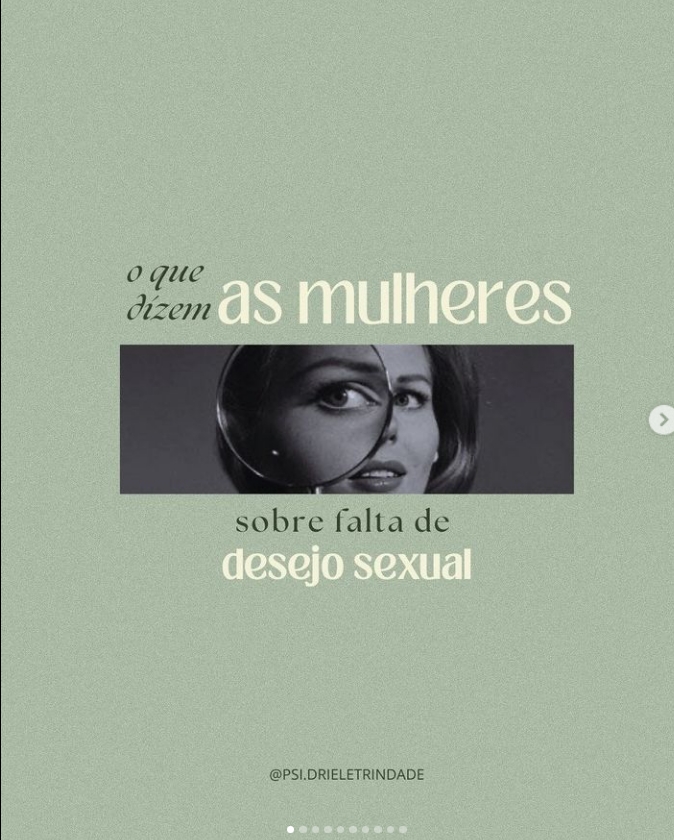 o que
dizem as mulheres
sobre falta de
desejo sexual
@PSI.DRIELETRINDADE